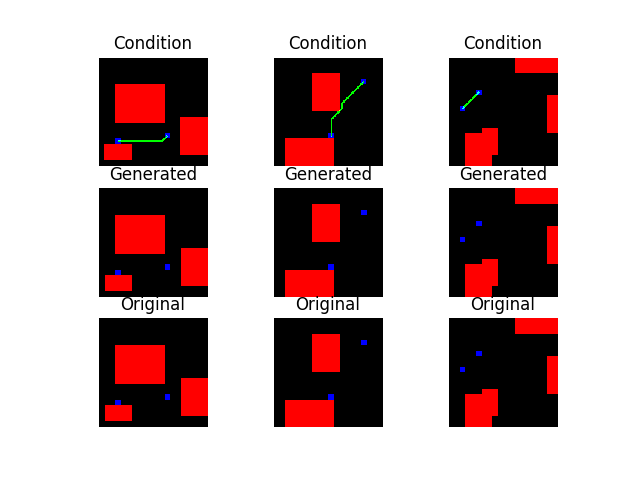 Condition Condition Condition
Generated Generated Generated
Original Original Original